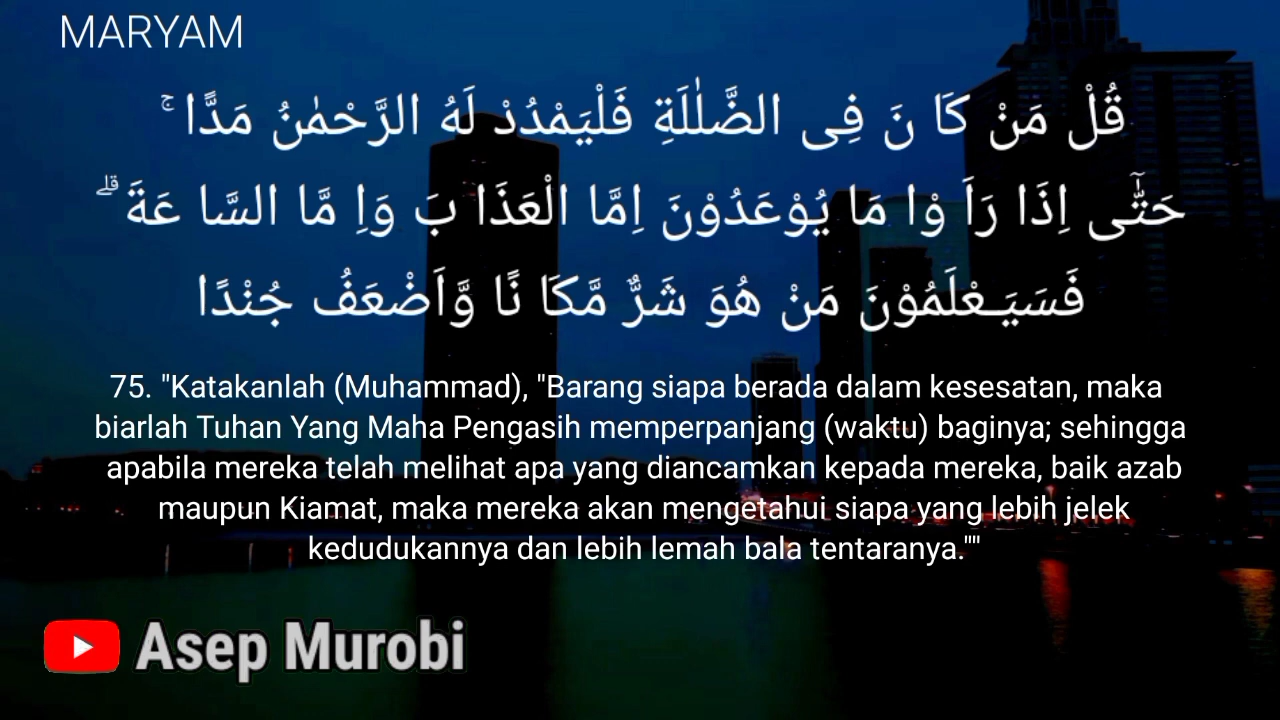 MARYAM
قُلْ مَنْ كَا نَ فِى الضَّلٰلَةِ فَلْيَمْدُدْ لَهُ الرَّحْمٰنُ مَدًّا ۚ
حَتّٰۤى اِذَا رَاَ وْا مَا يُوْعَدُوْنَ اِمَّا الْعَذَا بَ وَاِ مَّا السَّا عَةَ ۗ
فَسَيَـعْلَمُوْنَ مَنْ هُوَ شَرٌّ مَّكَا نًا وَّاَضْعَفُ جُنْدًا
75. "Katakanlah (Muhammad), "Barang siapa berada dalam kesesatan, maka
biarlah Tuhan Yang Maha Pengasih memperpanjang (waktu) baginya; sehingga
apabila mereka telah melihat apa yang diancamkan kepada mereka, baik azab
maupun Kiamat, maka mereka akan mengetahui siapa yang lebih jelek
kedudukannya dan lebih lemah bala tentaranya.""
Asep Murobi